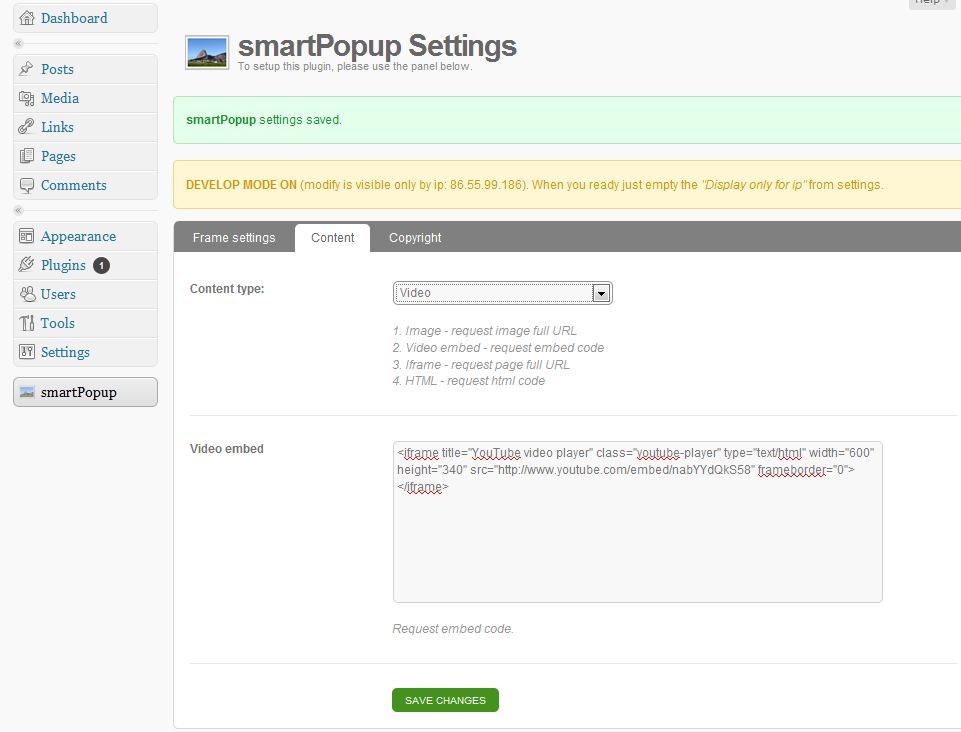 Help
Dashboard
Posts
Media
Links
Pages
Comments
Appearance
Plugins 1
Users
Tools
Settings
smartPopup
smartPopup Settings
To setup this plugin, please use the panel below.
smartPopup settings saved.
DEVELOP MODE ON (modify is visible only by ip: 86.55.99.186). When you ready just empty the "Display only for ip" from settings.
Frame settings Content Copyright
Content type: Video
1. Image - request image full URL
2. Video embed - request embed code
3. Iframe - request page full URL
4. HTML - request html code
Video embed
<iframe title="YouTube video player" class="youtube-player" type="text/html" width="600"
height="340" src="http://www.youtube.com/embed/nabYYdQkS58" frameborder="0">
</iframe>
Request embed code.
SAVE CHANGES